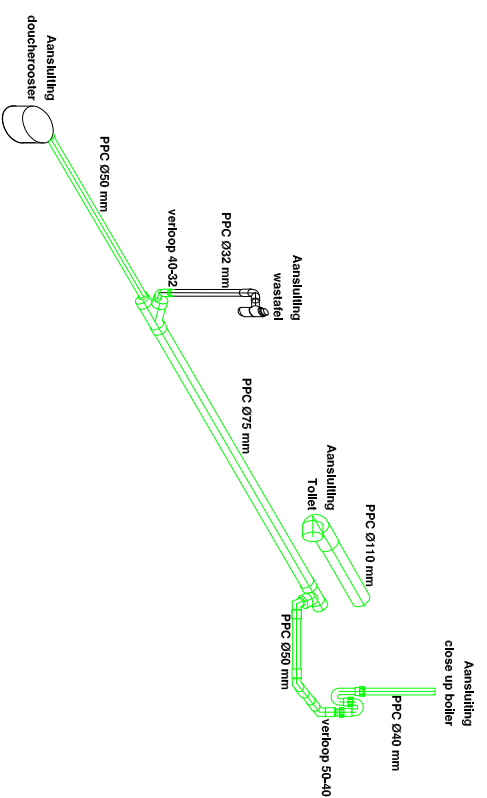 Aansluiting
doucherooster
PPC Ø50 mm
verloop 40-32
PPC Ø32 mm
Aansluiting
wastafel
PPC Ø75 mm
Aansluiting
Toilet
PPC Ø110 mm
PPC Ø50 mm
verloop 50-40
PPC Ø40 mm
Aansluiting
close up boiler